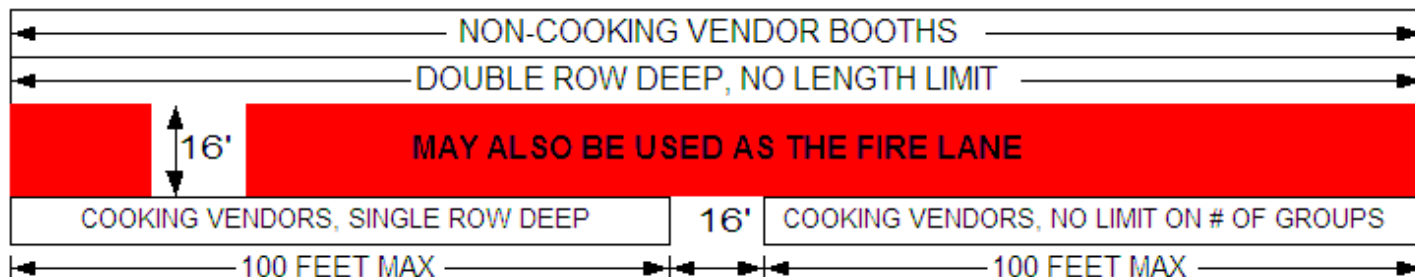 NON-COOKING VENDOR BOOTHS
DOUBLE ROW DEEP, NO LENGTH LIMIT
16' MAY ALSO BE USED AS THE FIRE LANE
COOKING VENDORS, SINGLE ROW DEEP 16' COOKING VENDORS, NO LIMIT ON # OF GROUPS
100 FEET MAX 100 FEET MAX